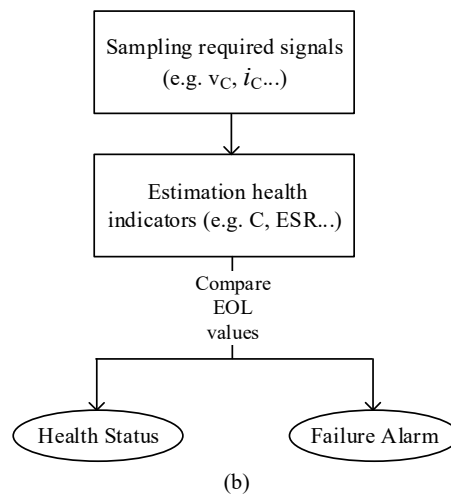 Sampling required signals
(e.g. vC, iC...)
Estimation health
indicators (e.g. C, ESR...)
Compare
EOL
values
Health Status
Failure Alarm
(b)